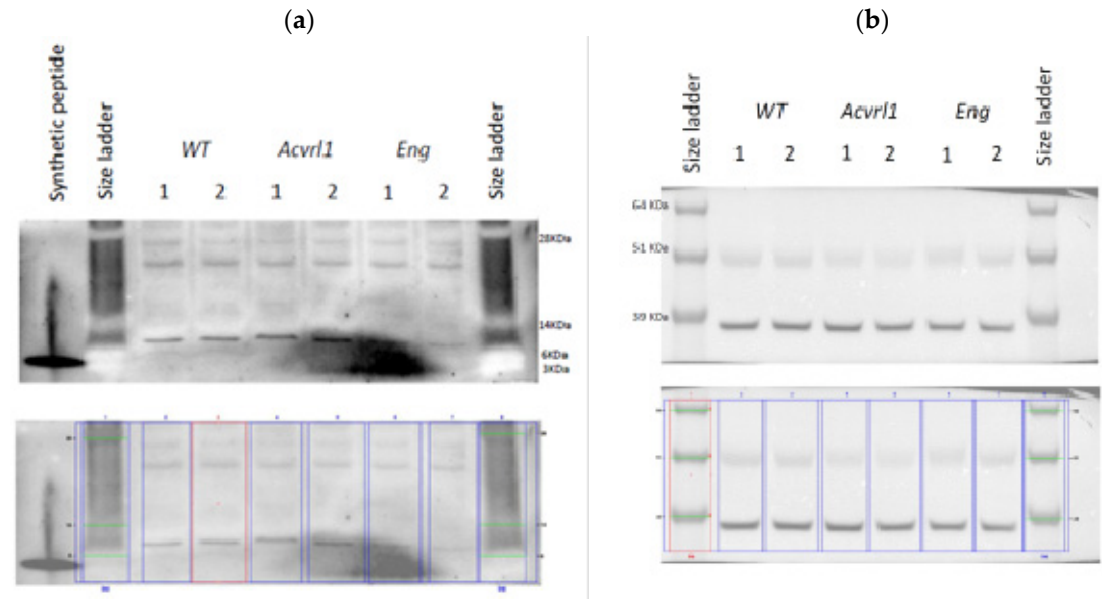 (a)
Synthetic peptide
Size ladder
WT
Acvrl1
Eng
Size ladder
1 2 1 2 1 2
28KDa
14KDa
6KDa
3KDa
(b)
Size ladder
WT
Acvrl1
Eng
Size ladder
1 2 1 2 1 2
64 KDa
51 KDa
39 KDa